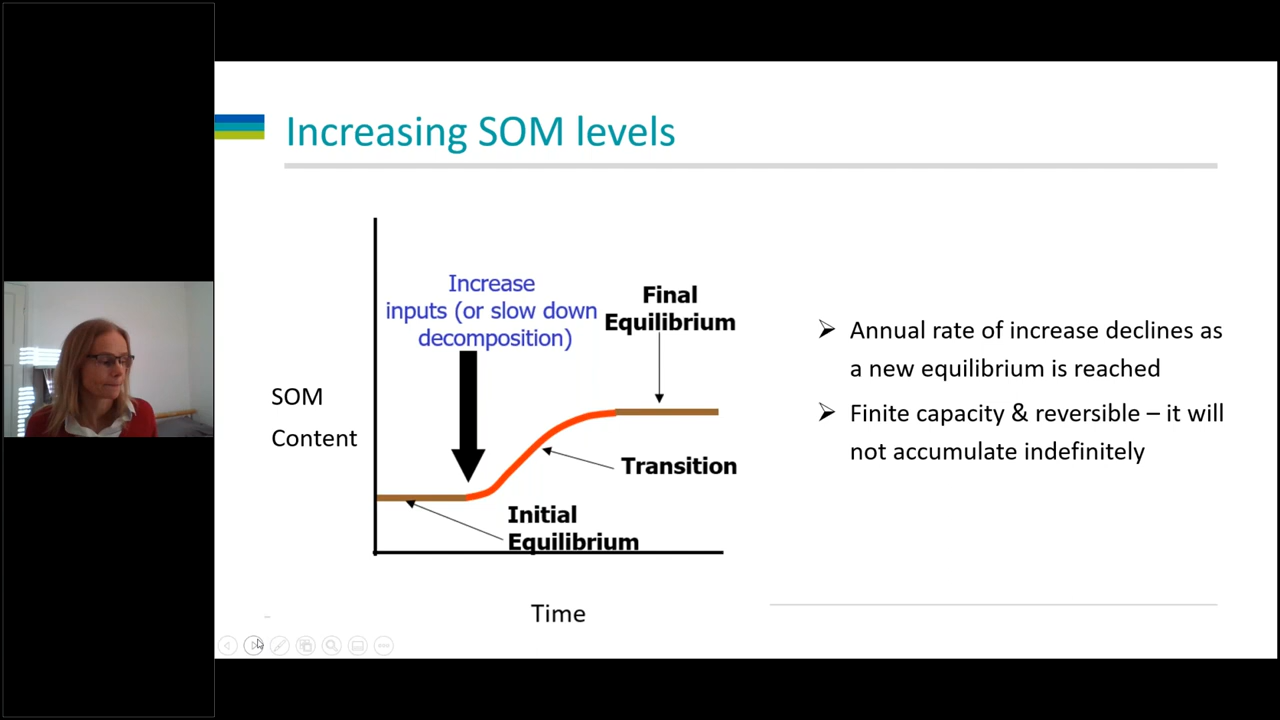 Increasing SOM levels
Increase
inputs (or slow down
decomposition)
Final
Equilibrium
SOM
Content
Transition
Initial
Equilibrium
Time
Annual rate of increase declines as
a new equilibrium is reached
Finite capacity & reversible – it will
not accumulate indefinitely